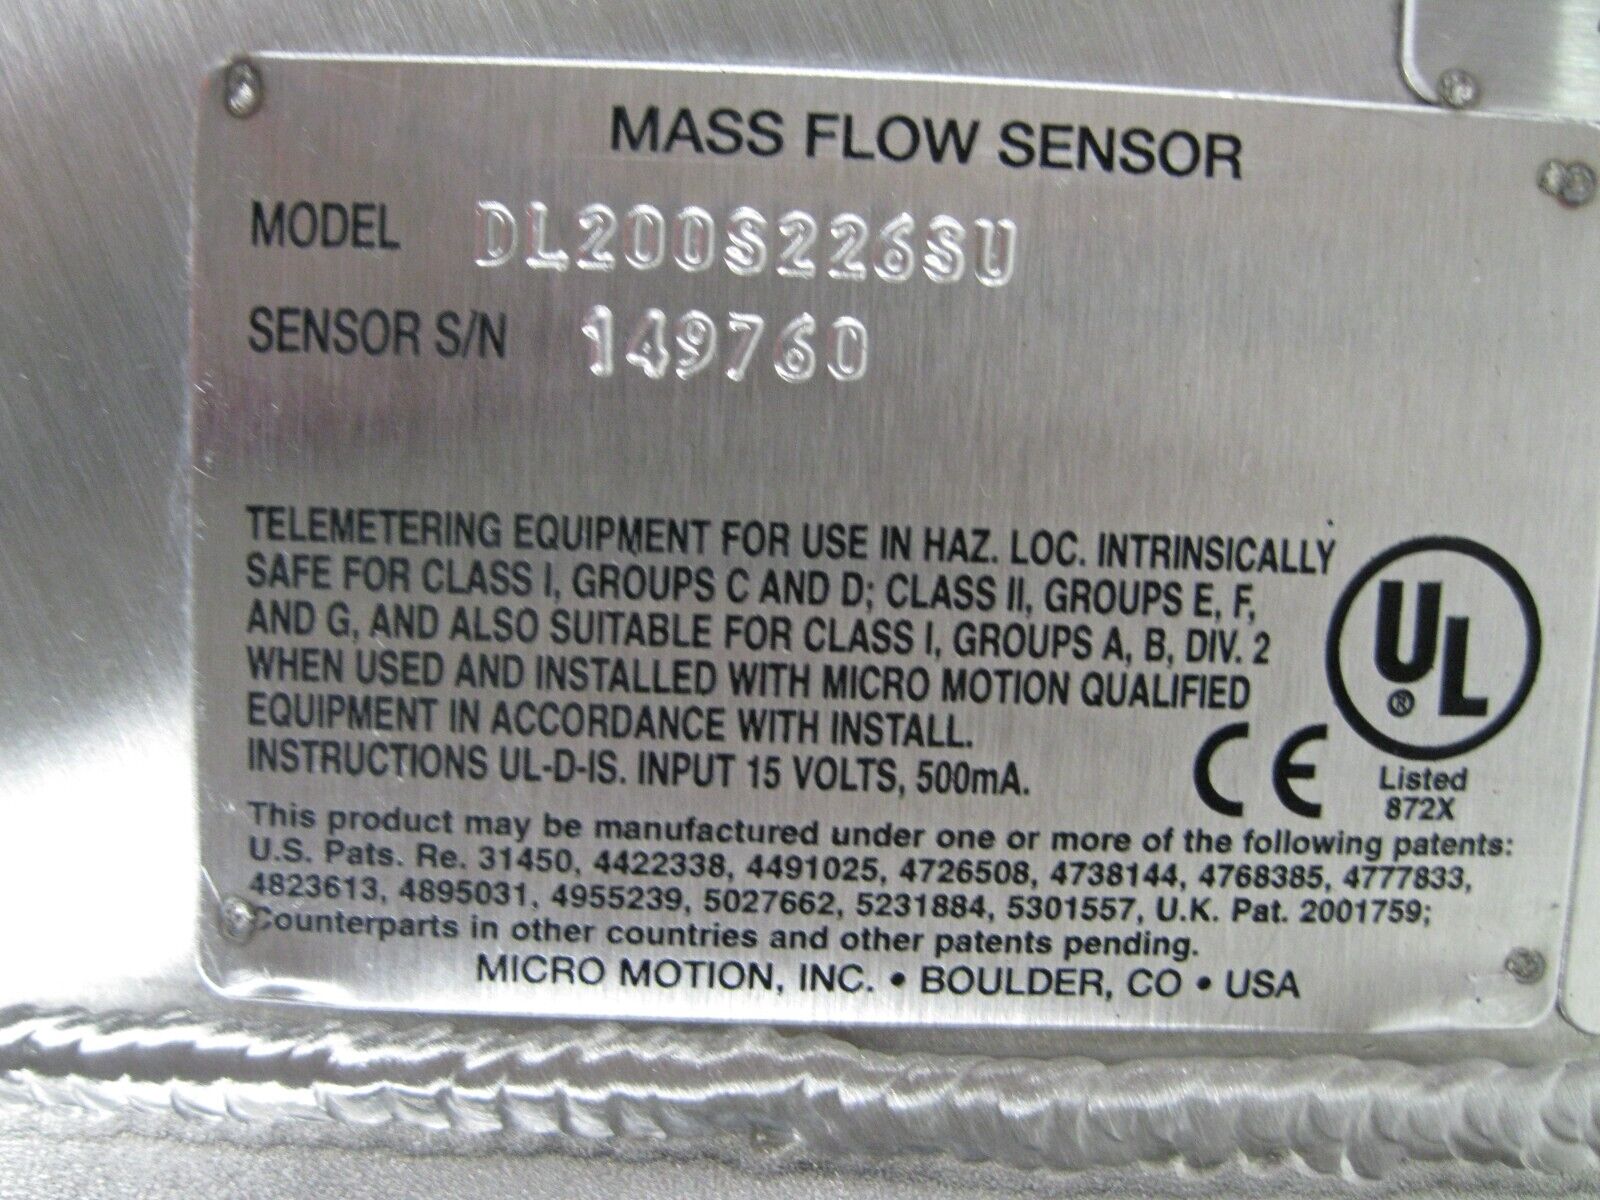 MASS FLOW SENSOR
MODEL DL200S226SU
SENSOR S/N 149760
TELEMETERING EQUIPMENT FOR USE IN HAZ. LOC. INTRINSICALLY
SAFE FOR CLASS I, GROUPS C AND D; CLASS II, GROUPS E, F,
AND G, AND ALSO SUITABLE FOR CLASS I, GROUPS A, B, DIV. 2
WHEN USED AND INSTALLED WITH MICRO MOTION QUALIFIED
EQUIPMENT IN ACCORDANCE WITH INSTALL.
INSTRUCTIONS UL-D-IS. INPUT 15 VOLTS, 500mA.
CE
UL
®
Listed
872X
This product may be manufactured under one or more of the following patents:
U.S. Pats. Re. 31450, 4422338, 4491025, 4726508, 4738144, 4768385, 4777833,
4823613, 4895031, 4955239, 5027662, 5231884, 5301557, U.K. Pat. 2001759;
Counterparts in other countries and other patents pending.
MICRO MOTION, INC. • BOULDER, CO • USA